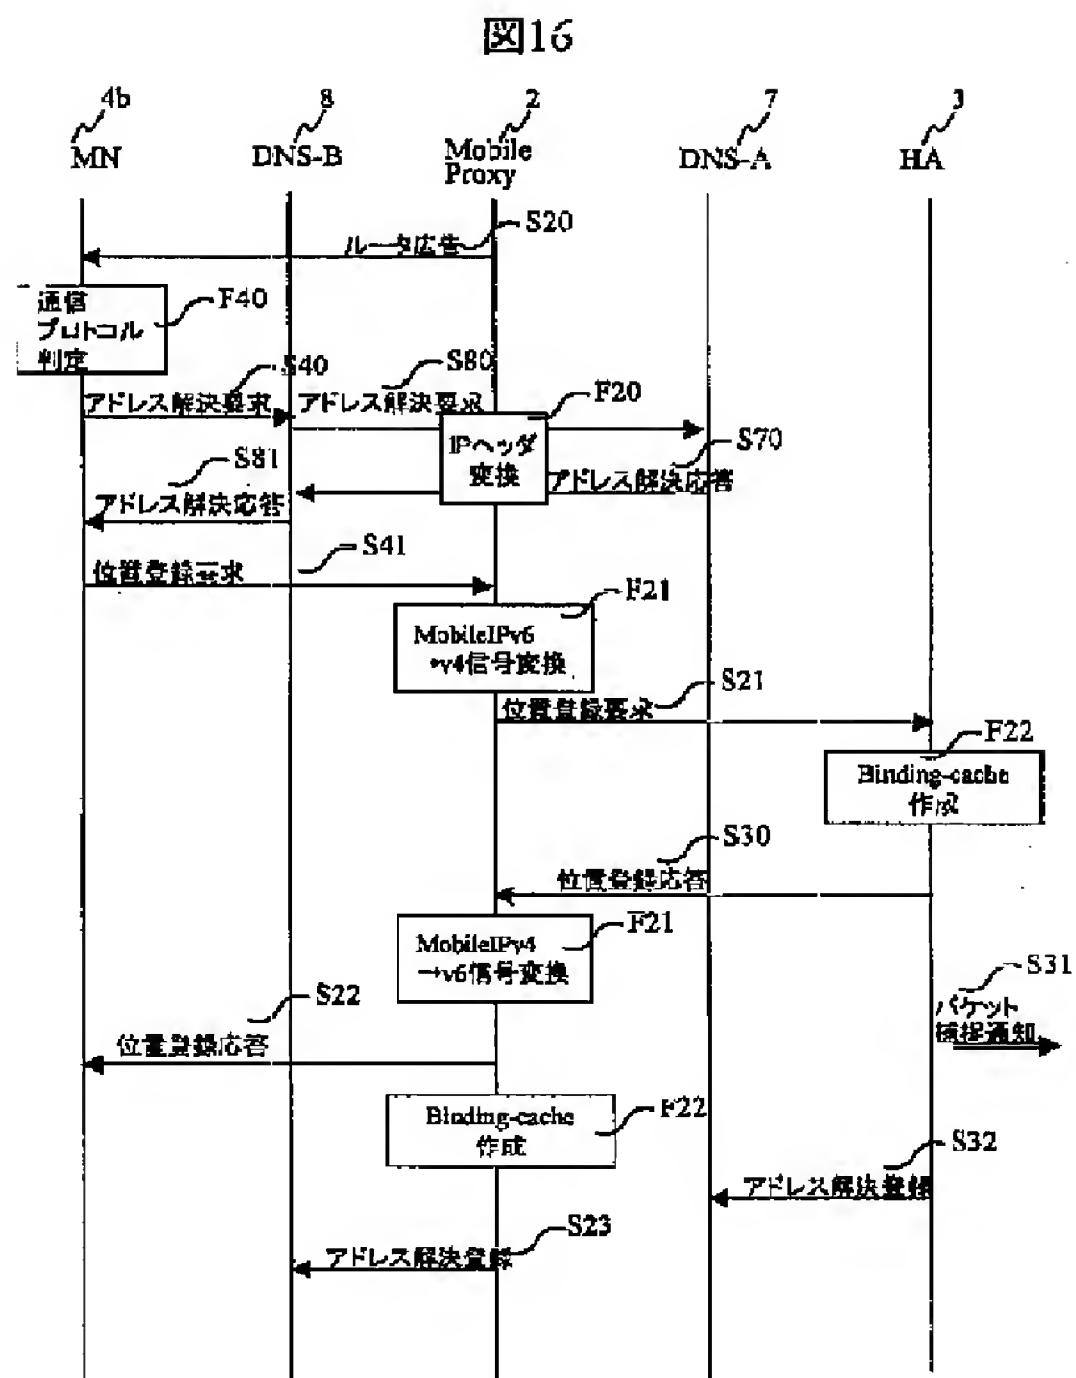 図16
4b 8 2 7 3
MN DNS-B Mobile Proxy DNS-A HA
S20
ルータ広告
通信
プロトコル
判定
F40
S40 S80
F20
アドレス解決要求 アドレス解決要求
IPヘッダ
変換
S70
S81
アドレス解決応答
アドレス解決応答
S41
位置登録要求
F21
MobileIPv6
→v4信号変換
S21
位置登録要求
F22
Binding-cache
作成
S30
位置登録応答
F21
MobileIPv4
→v6信号変換
S31
S22
パケット
捕捉通知
位置登録応答
Binding-cache
作成
F22
S32
アドレス解決登録
S23
アドレス解決登録